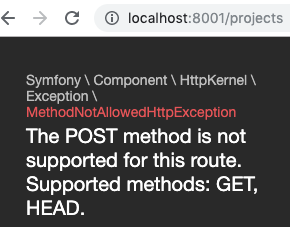 localhost:8001/projects
Symfony \ Component \ HttpKernel \
Exception \
MethodNotAllowedHttpException
The POST method is not
supported for this route.
Supported methods: GET,
HEAD.